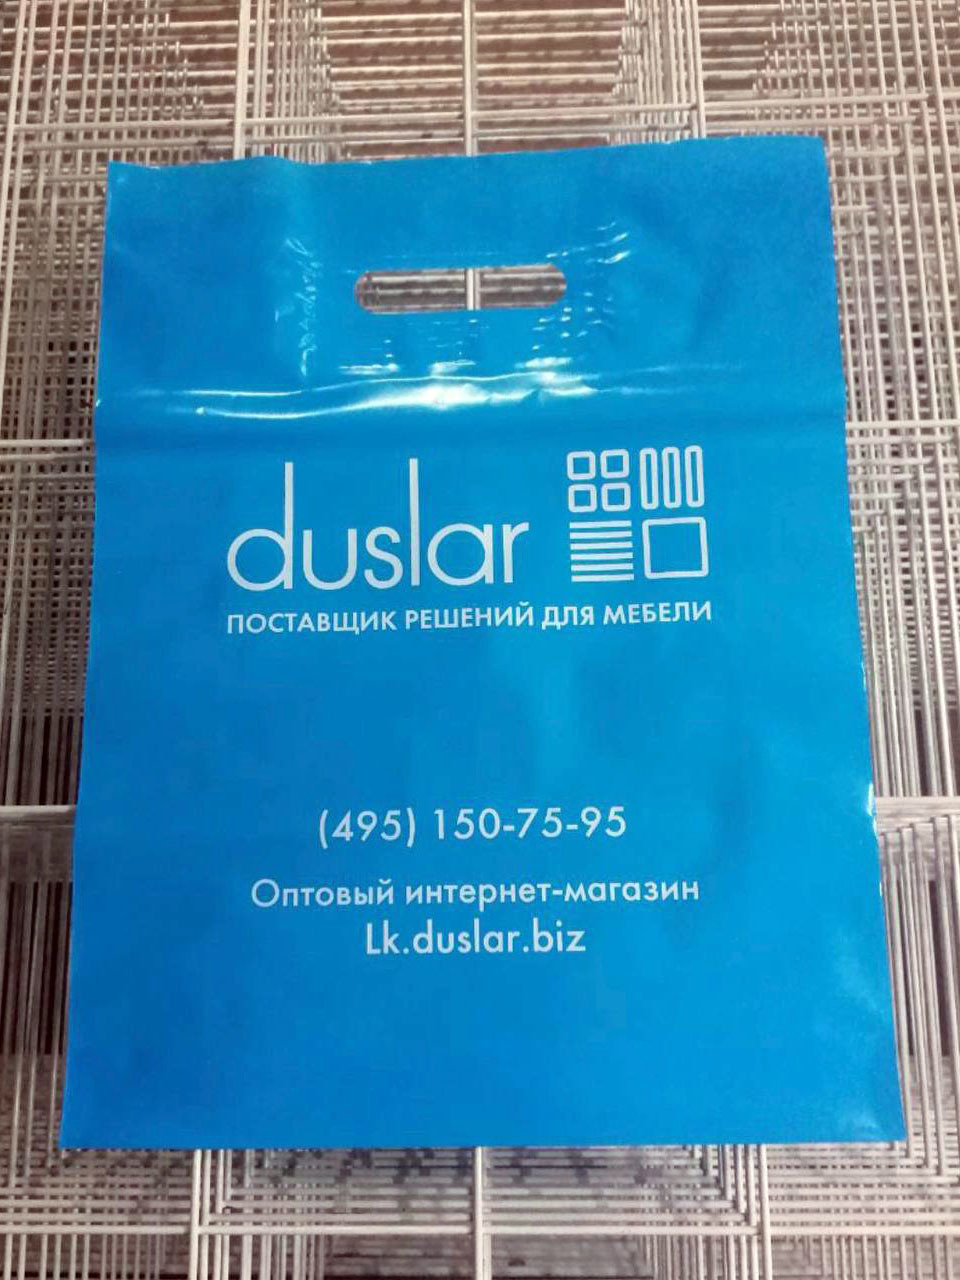 duslar
ПОСТАВЩИК РЕШЕНИЙ ДЛЯ МЕБЕЛИ
(495) 150-75-95
Оптовый интернет-магазин
Lk.duslar.biz